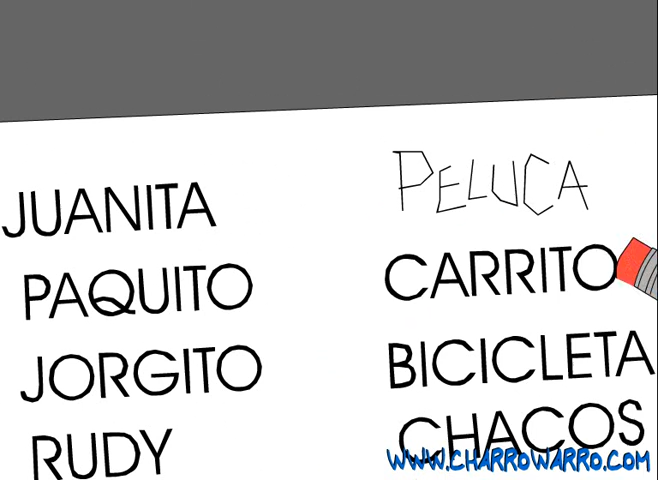 JUANITA PELUCA
PAQUITO CARRITO
JORGITO BICICLETA
RUDY CHACOS
WWW.CHARROWARRO.COM